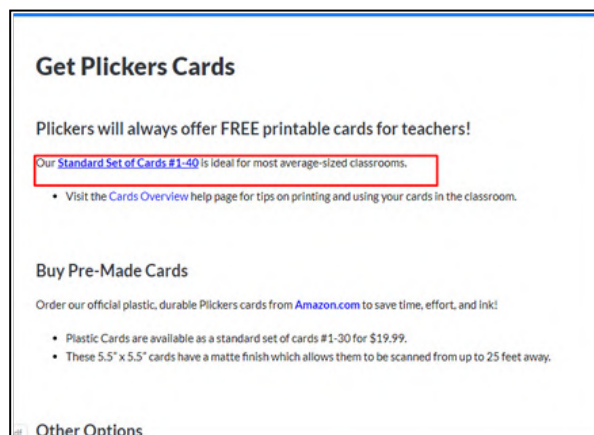 Get Plickers Cards
Plickers will always offer FREE printable cards for teachers!
Our Standard Set of Cards #1-40 is ideal for most average-sized classrooms.
• Visit the Cards Overview help page for tips on printing and using your cards in the classroom.
Buy Pre-Made Cards
Order our official plastic, durable Plickers cards from Amazon.com to save time, effort, and ink!
• Plastic Cards are available as a standard set of cards #1-30 for $19.99.
• These 5.5" x 5.5" cards have a matte finish which allows them to be scanned from up to 25 feet away.
Other Options